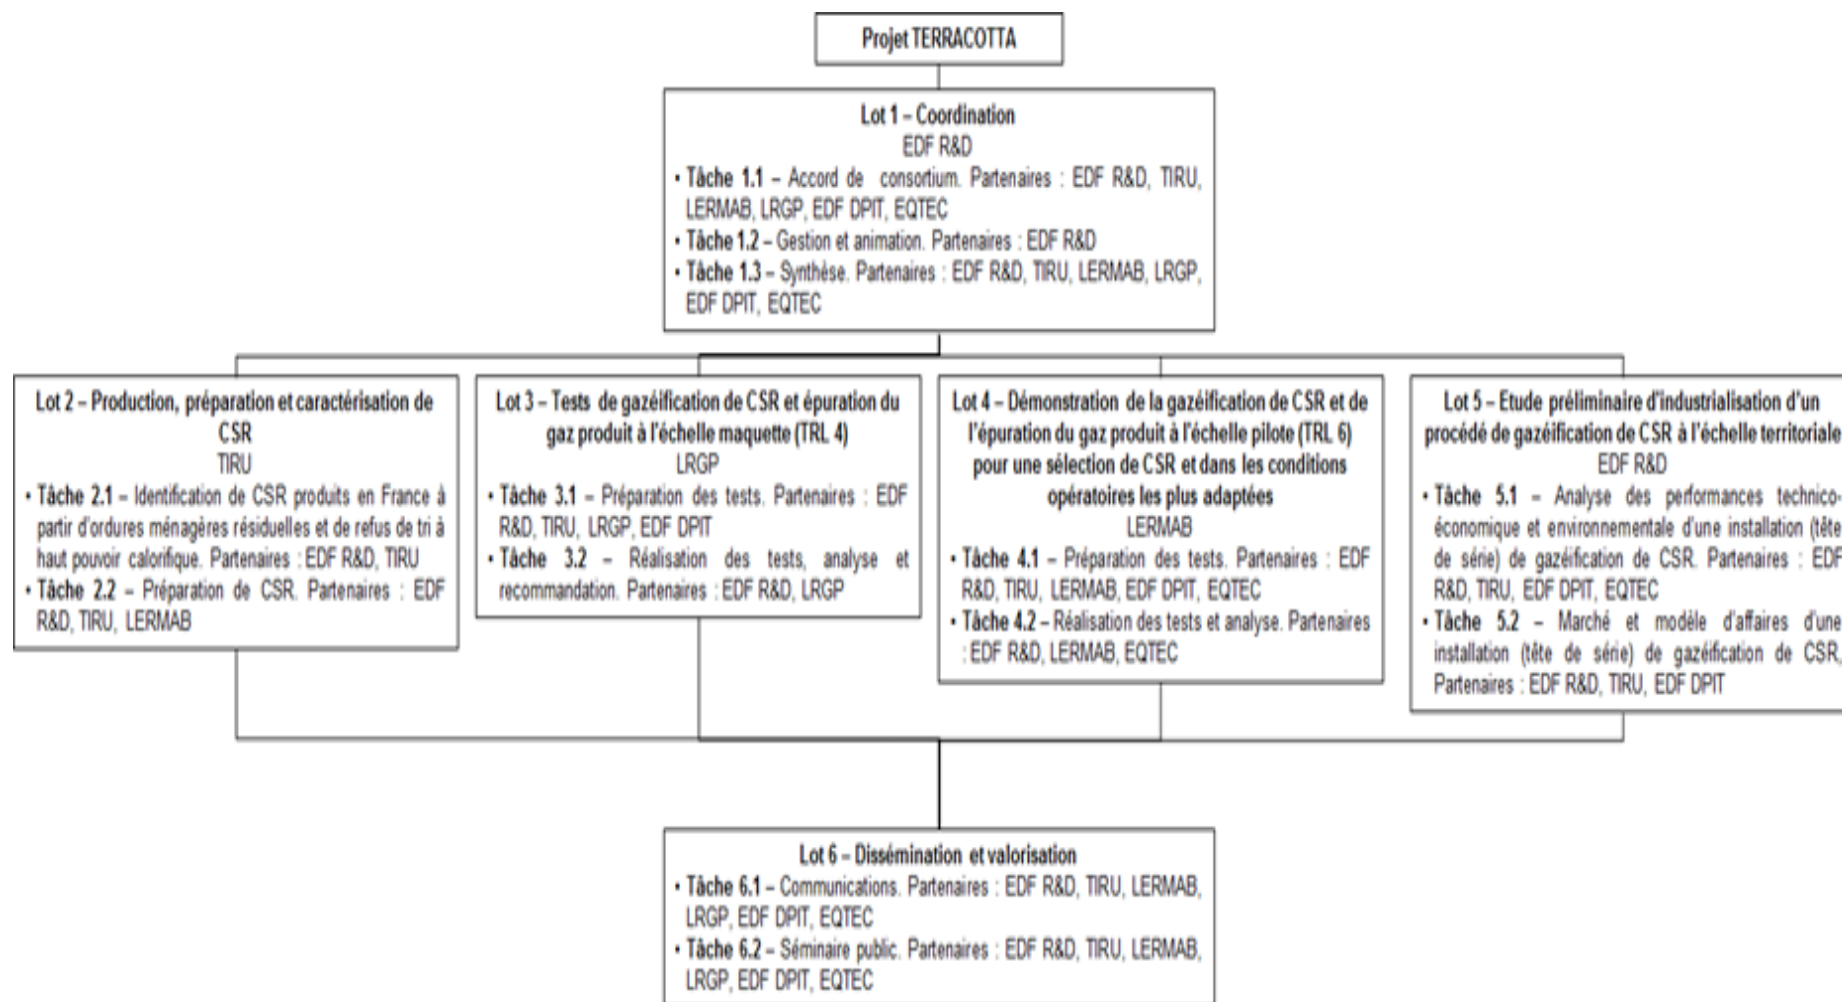 Projet TERRACOTTA
Lot 1 – Coordination
EDF R&D
• Tâche 1.1 – Accord de consortium. Partenaires : EDF R&D, TIRU,
LERMAB, LRGP, EDF DPIT, EQTEC
• Tâche 1.2 – Gestion et animation. Partenaires : EDF R&D
• Tâche 1.3 – Synthèse. Partenaires : EDF R&D, TIRU, LERMAB, LRGP,
EDF DPIT, EQTEC
Lot 2 – Production, préparation et caractérisation de
CSR
TIRU
• Tâche 2.1 – Identification de CSR produits en France à
partir d'ordures ménagères résiduelles et de refus de tri à
haut pouvoir calorifique. Partenaires : EDF R&D, TIRU
• Tâche 2.2 – Préparation de CSR. Partenaires : EDF
R&D, TIRU, LERMAB
Lot 3 – Tests de gazéification de CSR et épuration du
gaz produit à l'échelle maquette (TRL 4)
LRGP
• Tâche 3.1 – Préparation des tests. Partenaires : EDF
R&D, TIRU, LRGP, EDF DPIT
• Tâche 3.2 – Réalisation des tests, analyse et
recommandation. Partenaires : EDF R&D, LRGP
Lot 4 – Démonstration de la gazéification de CSR et de
l'épuration du gaz produit à l'échelle pilote (TRL 6)
pour une sélection de CSR et dans les conditions
opératoires les plus adaptées
LERMAB
• Tâche 4.1 – Préparation des tests. Partenaires : EDF
R&D, TIRU, LERMAB, EDF DPIT, EQTEC
• Tâche 4.2 – Réalisation des tests et analyse. Partenaires
: EDF R&D, LERMAB, EQTEC
Lot 5 – Etude préliminaire d'industrialisation d'un
procédé de gazéification de CSR à l'échelle territoriale
EDF R&D
• Tâche 5.1 – Analyse des performances technico-
économique et environnementale d'une installation (tête
de série) de gazéification de CSR. Partenaires : EDF
R&D, TIRU, EDF DPIT, EQTEC
• Tâche 5.2 – Marché et modèle d'affaires d'une
installation (tête de série) de gazéification de CSR,
Partenaires : EDF R&D, TIRU, EDF DPIT
Lot 6 – Dissémination et valorisation
• Tâche 6.1 – Communications. Partenaires : EDF R&D, TIRU, LERMAB,
LRGP, EDF DPIT, EQTEC
• Tâche 6.2 – Séminaire public. Partenaires : EDF R&D, TIRU, LERMAB,
LRGP, EDF DPIT, EQTEC